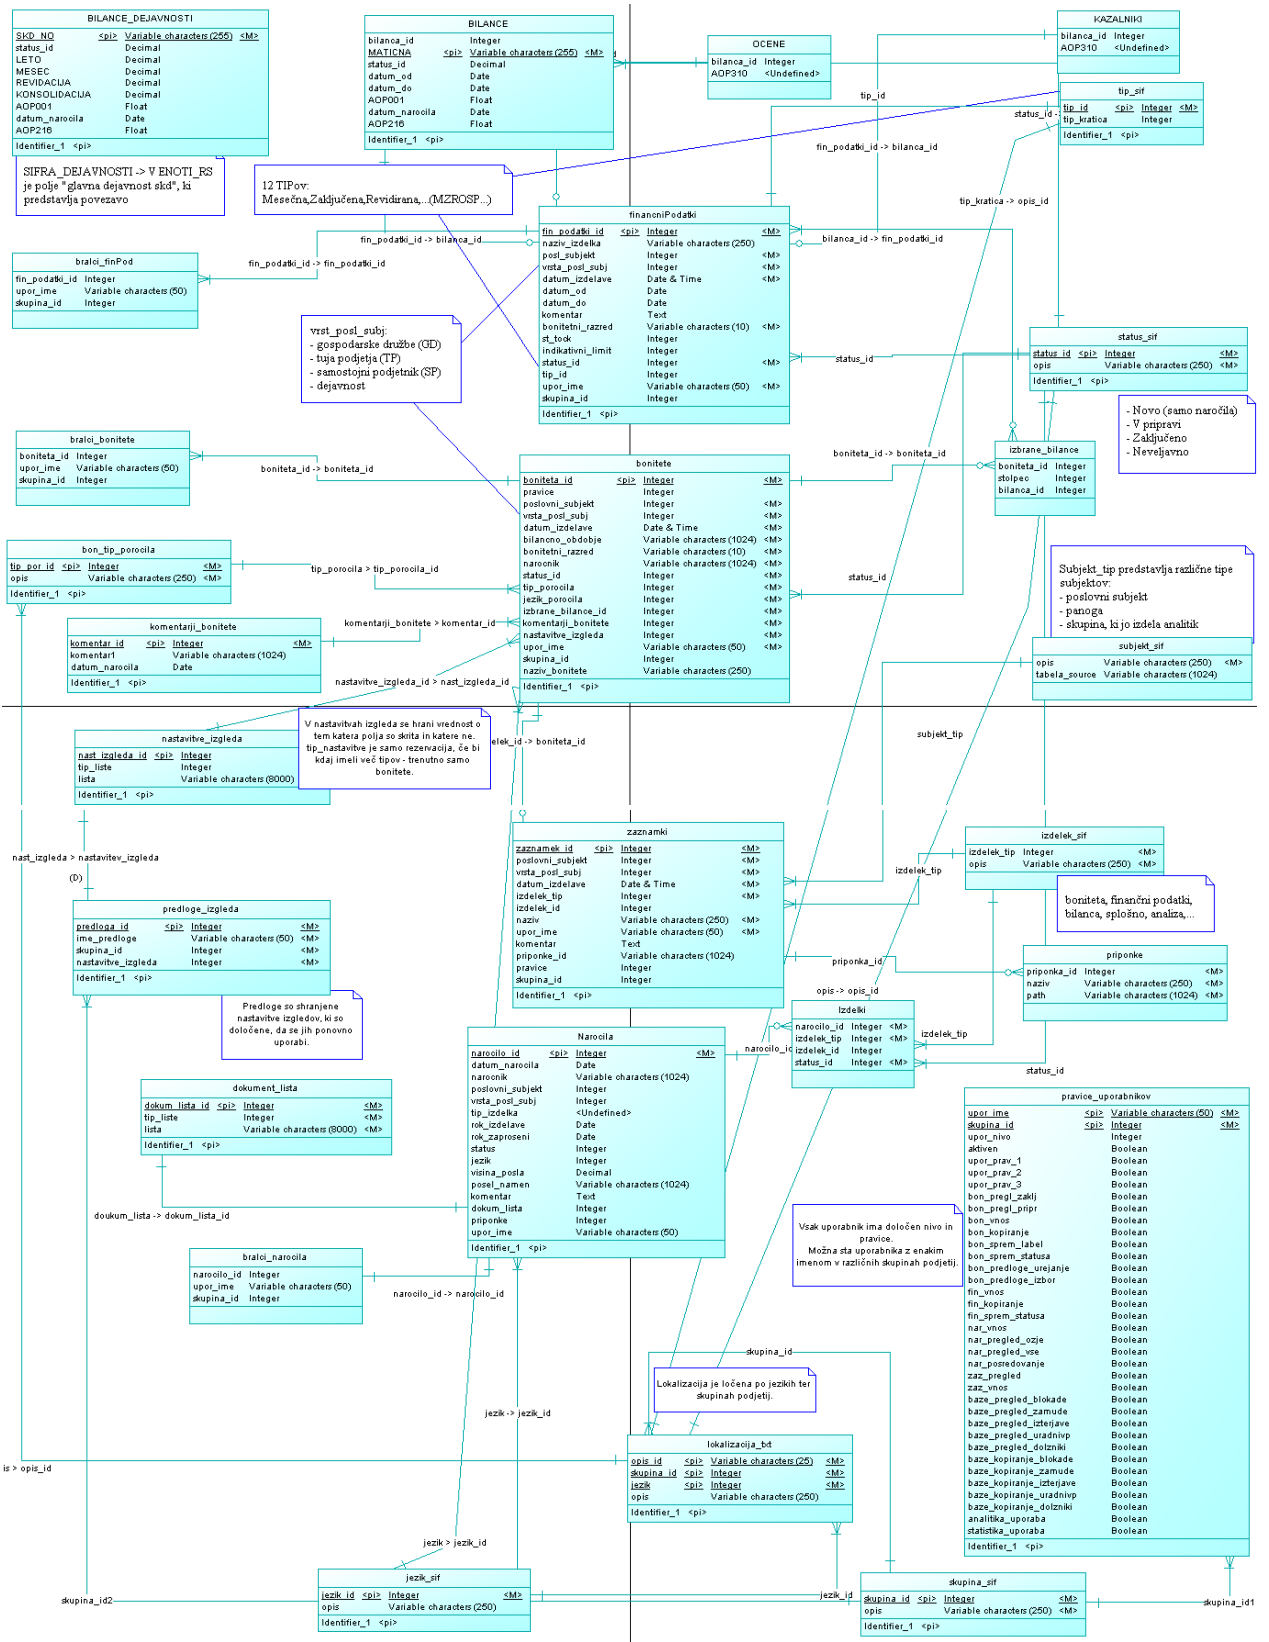 BILANCE_DEJAVNOSTI
SKD_NO <pi> Variable characters (255) <M>
status_id Decimal
LETO Decimal
MESEC Decimal
REVIDACIJA Decimal
KONSOLIDACIJA Decimal
AOP001 Float
datum_narocila Date
AOP216 Float
Identifier_1 <pi>
SIFRA_DEJAVNOSTI -> V ENOTI_RS
je polje "glavna dejavnost skd", ki
predstavlja povezavo
BILANCE
bilanca_id Integer
MATICNA <pi> Variable characters (255) <M>
status_id Decimal
datum_od Date
datum_do Date
AOP001 Float
datum_narocila Date
AOP216 Float
Identifier_1 <pi>
OCENE
bilanca_id Integer
AOP310 <Undefined>
KAZALNIKI
bilanca_id Integer
AOP310 <Undefined>
tip_sif
tip_id <pi> Integer <M>
tip_kratica Integer
Identifier_1 <pi>
tip_id
status_id ->
fin_podatki_id -> bilanca_id
12 TIPov:
Mesečna,Zaključena,Revidirana,...(MZROSP...)
tip_kratica -> opis_id
financniPodatki
fin_podatki_id <pi> Integer <M>
naziv_izdelka Variable characters (250)
posl_subjekt Integer <M>
vrsta_posl_subj Integer <M>
datum_izdelave Date & Time <M>
datum_od Date
datum_do Date
komentar Text
bonitetni_razred Variable characters (10) <M>
st_tock Integer
indikativni_limit Integer
status_id Integer <M>
tip_id Integer
upor_ime Variable characters (50) <M>
skupina_id Integer
Identifier_1 <pi>
fin_podatki_id -> bilanca_id
bilanca_id -> fin_podatki_id
fin_podatki_id -> fin_podatki_id
bralci_finPod
fin_podatki_id Integer
upor_ime Variable characters (50)
skupina_id Integer
vrst_posl_subj:
- gospodarske družbe (GD)
- tuja podjetja (TP)
- samostojni podjetnik (SP)
- dejavnost
status_id
status_sif
status_id <pi> Integer <M>
opis Variable characters (250) <M>
Identifier_1 <pi>
- Novo (samo naročila)
- V pripravi
- Zaključeno
- Neveljavno
bralci_bonitete
boniteta_id Integer
upor_ime Variable characters (50)
skupina_id Integer
boniteta_id -> boniteta_id
boniteta_id -> boniteta_id
izbrane_bilance
boniteta_id Integer
stolpec Integer
bilanca_id Integer
bonitete
boniteta_id <pi> Integer <M>
pravice Integer
poslovni_subjekt Integer <M>
vrsta_posl_subj Integer <M>
datum_izdelave Date & Time <M>
bilancno_obdobje Variable characters (1024) <M>
bonitetni_razred Variable characters (10) <M>
narocnik Variable characters (1024) <M>
status_id Integer <M>
tip_porocila Integer <M>
jezik_porocila Integer <M>
izbrane_bilance_id Integer <M>
komentarji_bonitete Integer <M>
nastavitve_izgleda Integer <M>
upor_ime Variable characters (50) <M>
skupina_id Integer
naziv_bonitete Variable characters (250)
Identifier_1 <pi>
bon_tip_porocila
tip_por_id <pi> Integer <M>
opis Variable characters (250) <M>
Identifier_1 <pi>
tip_porocila > tip_porocila_id
status_id
Subjekt_tip predstavlja različne tipe
subjektov:
- poslovni subjekt
- panoga
- skupina, ki jo izdela analitik
komentarji_bonitete
komentar_id <pi> Integer <M>
komentar1 Variable characters (1024)
datum_narocila Date
Identifier_1 <pi>
komentarji_bonitete > komentar_id
subjekt_sif
opis Variable characters (250) <M>
tabela_source Variable characters (1024)
nastavitve_izgleda_id > nast_izgleda_id
nastavitve_izgleda
nast_izgleda_id <pi> Integer
tip_liste Integer
lista Variable characters (8000)
Identifier_1 <pi>
V nastavitvah izgleda se hrani vrednost o
tem katera polja so skrita in katere ne.
tip_nastavitve je samo rezervacija, če bi
kdaj imeli več tipov - trenutno samo
bonitete.
elek_id -> boniteta_id
subjekt_tip
zaznamki
zaznamek_id <pi> Integer <M>
poslovni_subjekt Integer <M>
vrsta_posl_subj Integer <M>
datum_izdelave Date & Time <M>
izdelek_tip Integer <M>
izdelek_id Integer
naziv Variable characters (250) <M>
upor_ime Variable characters (50) <M>
komentar Text
priponke_id Variable characters (1024)
pravice Integer
skupina_id Integer
Identifier_1 <pi>
izdelek_sif
izdelek_tip Integer <M>
opis Variable characters (250) <M>
izdelek_tip
boniteta, finančni podatki,
bilanca, splošno, analiza,...
nast_izgleda > nastavitev_izgleda
(D)
predloge_izgleda
predloga_id <pi> Integer <M>
ime_predloge Variable characters (50) <M>
skupina_id Integer <M>
nastavitve_izgleda Integer <M>
Identifier_1 <pi>
Predloge so shranjene
nastavitve izgledov, ki so
določene, da se jih ponovno
uporabi.
priponka_id
priponke
priponka_id Integer <M>
naziv Variable characters (250) <M>
path Variable characters (1024) <M>
opis -> opis_id
Izdelki
narocilo_id Integer <M>
izdelek_tip Integer <M>
izdelek_id Integer
status_id Integer <M>
izdelek_tip
narocilo_id
status_id
Narocila
narocilo_id <pi> Integer <M>
datum_narocila Date
narocnik Variable characters (1024)
poslovni_subjekt Integer
vrsta_posl_subj Integer
tip_izdelka <Undefined>
rok_izdelave Date
rok_zaproseni Date
status Integer
jezik Integer
visina_posla Decimal
posel_namen Variable characters (1024)
komentar Text
dokum_lista Integer
priponke Integer
upor_ime Variable characters (50)
Identifier_1 <pi>
dokument_lista
dokum_lista_id <pi> Integer <M>
tip_liste Integer <M>
lista Variable characters (8000) <M>
Identifier_1 <pi>
doukum_lista -> dokum_lista_id
bralci_narocila
narocilo_id Integer
upor_ime Variable characters (50)
skupina_id Integer
narocilo_id -> narocilo_id
Vsak uporabnik ima določen nivo in
pravice.
Možna sta uporabnika z enakim
imenom v različnih skupinah podjetij.
pravice_uporabnikov
upor_ime <pi> Variable characters (50) <M>
skupina_id <pi> Integer <M>
upor_nivo Integer
aktiven Boolean
upor_prav_1 Boolean
upor_prav_2 Boolean
upor_prav_3 Boolean
bon_pregl_zaklj Boolean
bon_pregl_pripr Boolean
bon_vnos Boolean
bon_kopiranje Boolean
bon_sprem_label Boolean
bon_sprem_statusa Boolean
bon_predloge_urejanje Boolean
bon_predloge_izbor Boolean
fin_vnos Boolean
fin_kopiranje Boolean
fin_sprem_statusa Boolean
nar_vnos Boolean
nar_pregled_ozje Boolean
nar_pregled_vse Boolean
nar_posredovanje Boolean
zaz_pregled Boolean
zaz_vnos Boolean
baze_pregled_blokade Boolean
baze_pregled_zamude Boolean
baze_pregled_izterjave Boolean
baze_pregled_uradnivp Boolean
baze_pregled_dolzniki Boolean
baze_kopiranje_blokade Boolean
baze_kopiranje_zamude Boolean
baze_kopiranje_izterjave Boolean
baze_kopiranje_uradnivp Boolean
baze_kopiranje_dolzniki Boolean
analitika_uporaba Boolean
statistika_uporaba Boolean
Identifier_1 <pi>
skupina_id
Lokalizacija je ločena po jezikih ter
skupinah podjetij.
jezik -> jezik_id
lokalizacija_txt
opis_id <pi> Variable characters (25) <M>
skupina_id <pi> Integer <M>
jezik <pi> Integer <M>
opis Variable characters (250)
Identifier_1 <pi>
is > opis_id
jezik > jezik_id
jezik_sif
jezik_id <pi> Integer <M>
opis Variable characters (250)
Identifier_1 <pi>
jezik_id
skupina_sif
skupina_id <pi> Integer <M>
opis Variable characters (250) <M>
Identifier_1 <pi>
skupina_id2
skupina_id1